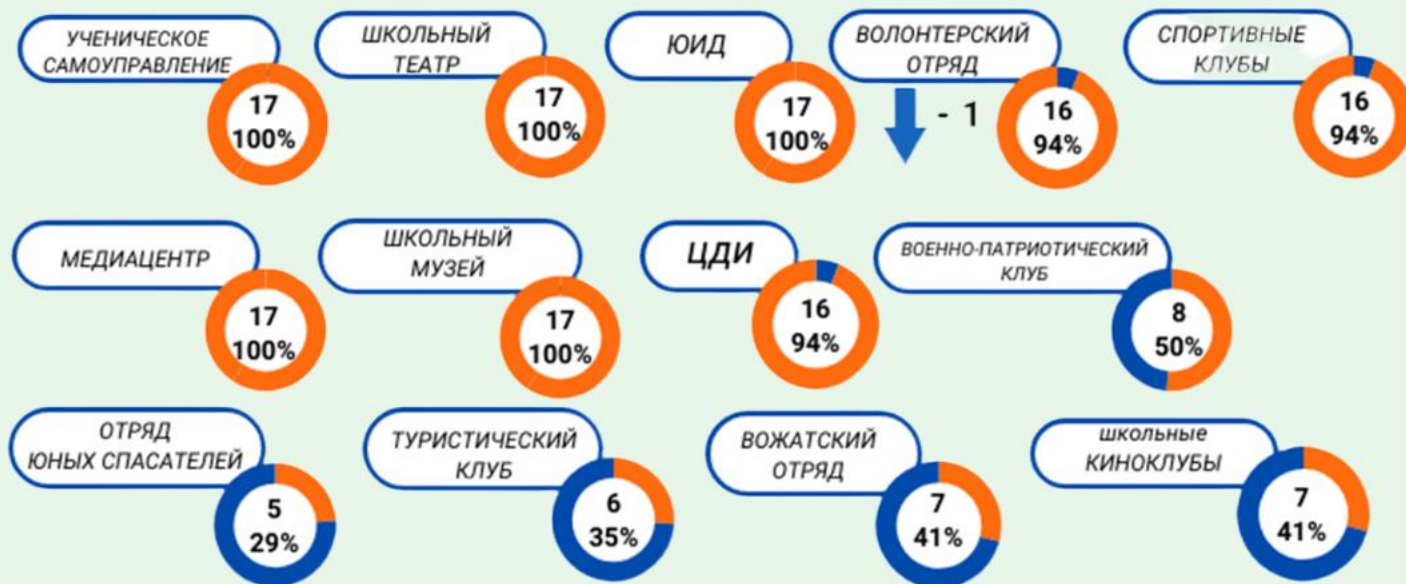 УЧЕНИЧЕСКОЕ
САМОУПРАВЛЕНИЕ
17
100%
ШКОЛЬНЫЙ
ТЕАТР
17
100%
ЮИД
17
100%
ВОЛОНТЕРСКИЙ
ОТРЯД
- 1
16
94%
СПОРТИВНЫЕ
КЛУБЫ
16
94%
МЕДИАЦЕНТР
17
100%
ШКОЛЬНЫЙ
МУЗЕЙ
17
100%
ЦДИ
16
94%
ВОЕННО-ПАТРИОТИЧЕСКИЙ
КЛУБ
8
50%
ОТРЯД
ЮНЫХ СПАСАТЕЛЕЙ
5
29%
ТУРИСТИЧЕСКИЙ
КЛУБ
6
35%
ВОЖАТСКИЙ
ОТРЯД
7
41%
школьные
КИНОКЛУБЫ
7
41%